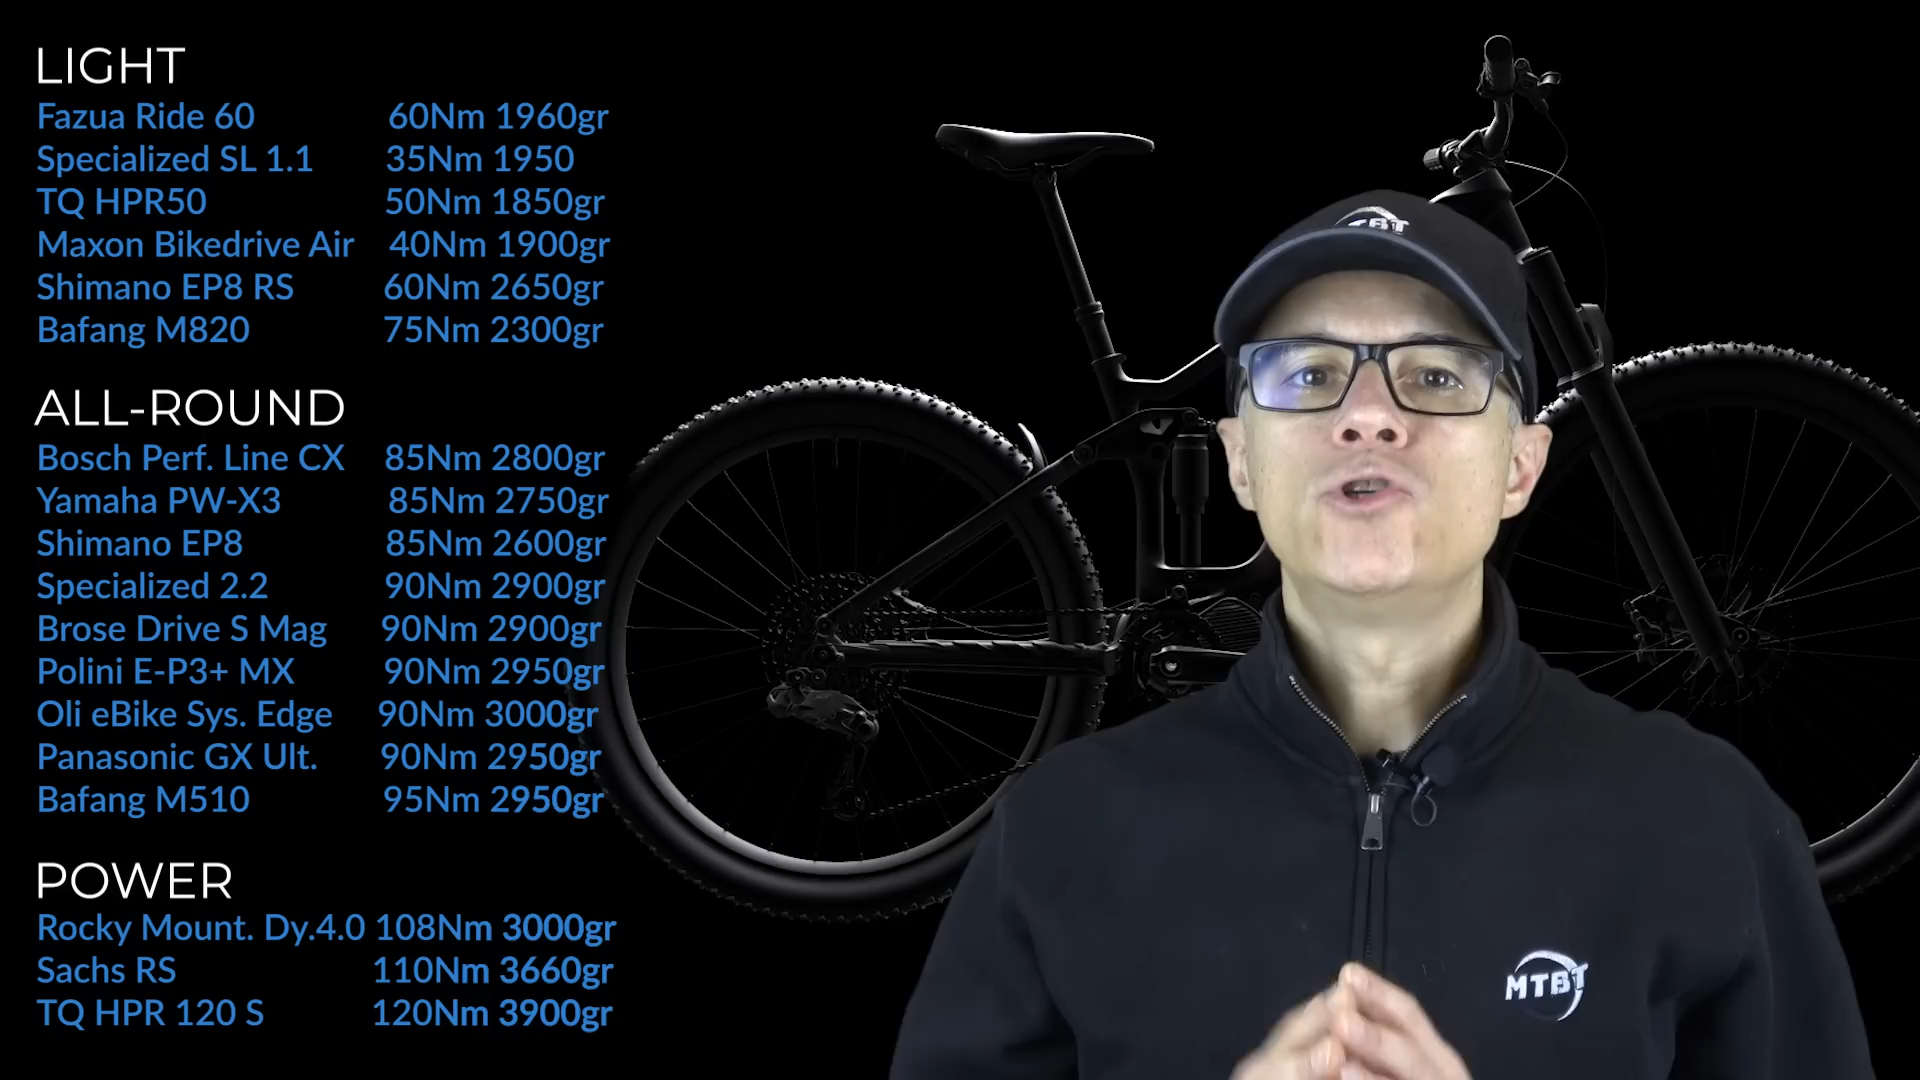 LIGHT
Fazua Ride 60 60Nm 1960gr
Specialized SL 1.1 35Nm 1950
TQ HPR50 50Nm 1850gr
Maxon Bikedrive Air 40Nm 1900gr
Shimano EP8 RS 60Nm 2650gr
Bafang M820 75Nm 2300gr
ALL-ROUND
Bosch Perf. Line CX 85Nm 2800gr
Yamaha PW-X3 85Nm 2750gr
Shimano EP8 85Nm 2600gr
Specialized 2.2 90Nm 2900gr
Brose Drive S Mag 90Nm 2900gr
Polini E-P3+ MX 90Nm 2950gr
Oli eBike Sys. Edge 90Nm 3000gr
Panasonic GX Ult. 90Nm 2950gr
Bafang M510 95Nm 2950gr
POWER
Rocky Mount. Dy.4.0 108Nm 3000gr
Sachs RS 110Nm 3660gr
TQ HPR 120 S 120Nm 3900gr
MTBT